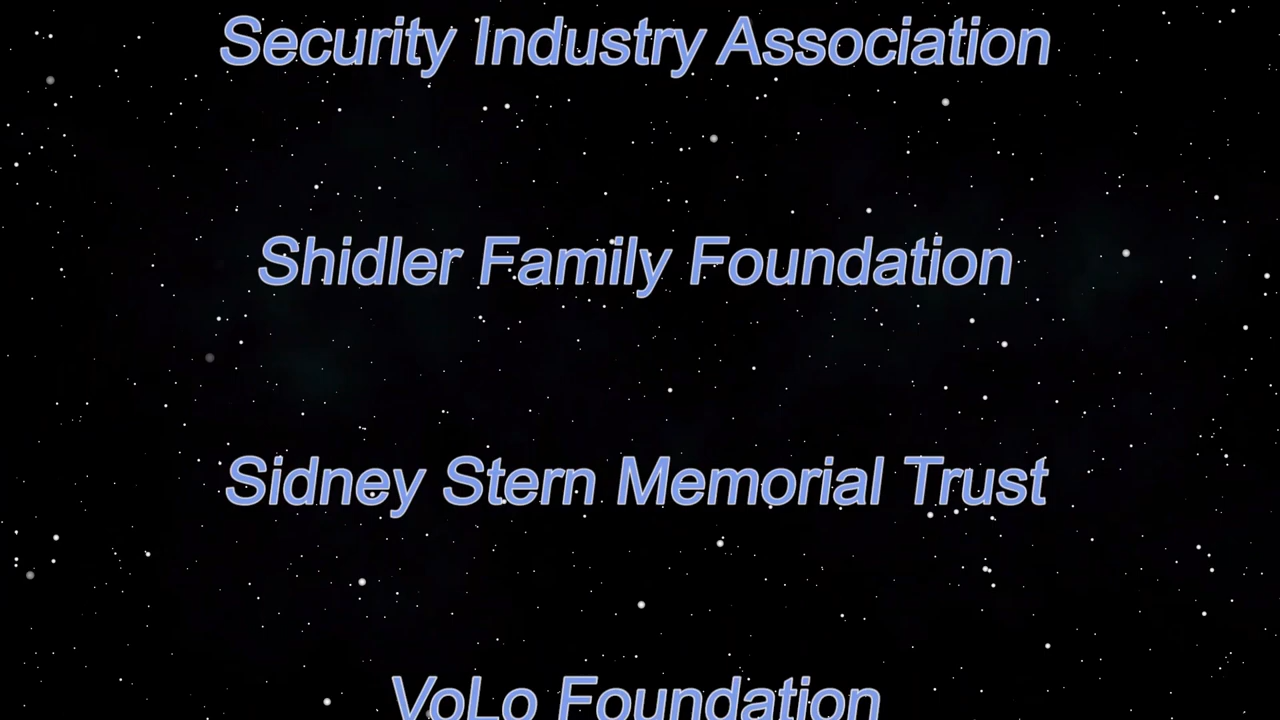 Security Industry Association
Shidler Family Foundation
Sidney Stern Memorial Trust
VoLo Foundation